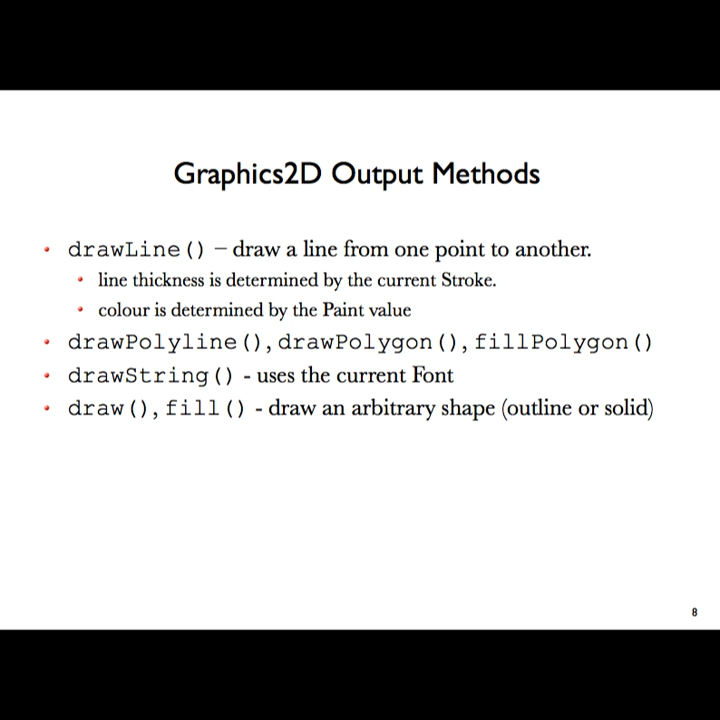 Graphics2D Output Methods
• drawLine() – draw a line from one point to another.
• line thickness is determined by the current Stroke.
• colour is determined by the Paint value
• drawPolyline(), drawPolygon(), fillPolygon()
• drawString() - uses the current Font
• draw(), fill() - draw an arbitrary shape (outline or solid)
8